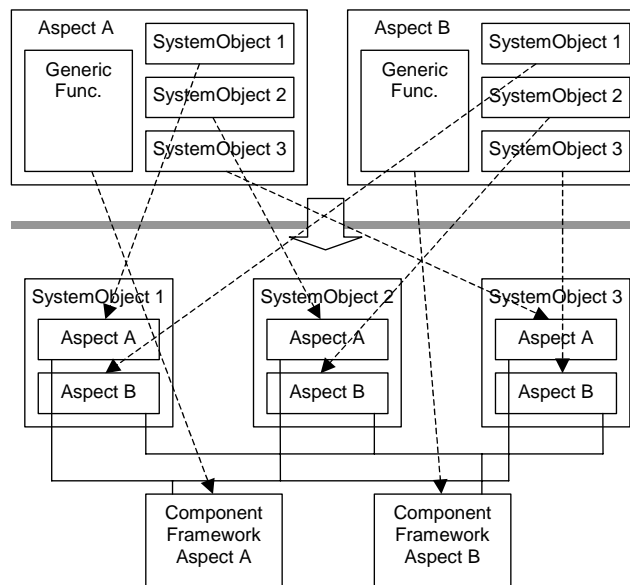 Aspect A
Generic
Func.
SystemObject 1
SystemObject 2
SystemObject 3
Aspect B
Generic
Func.
SystemObject 1
SystemObject 2
SystemObject 3
SystemObject 1
Aspect A
Aspect B
SystemObject 2
Aspect A
Aspect B
SystemObject 3
Aspect A
Aspect B
Component
Framework
Aspect A
Component
Framework
Aspect B